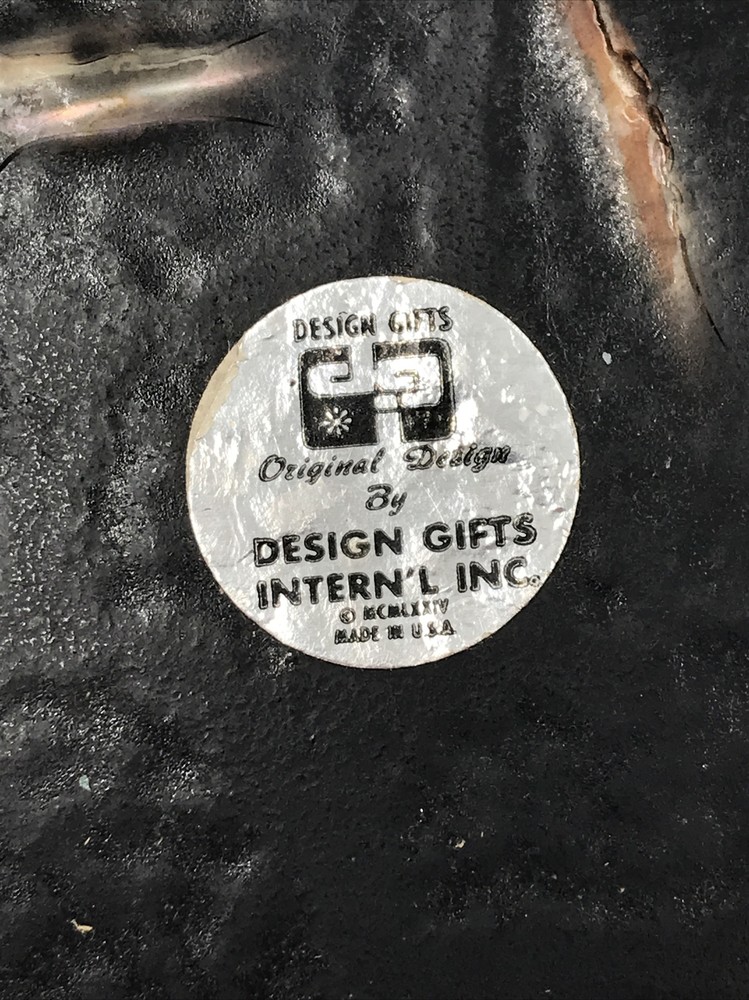 DESIGN GIFTS
Original Design
By
DESIGN GIFTS
INTERN'L INC.
© MCMLXXIV
MADE IN U.S.A.